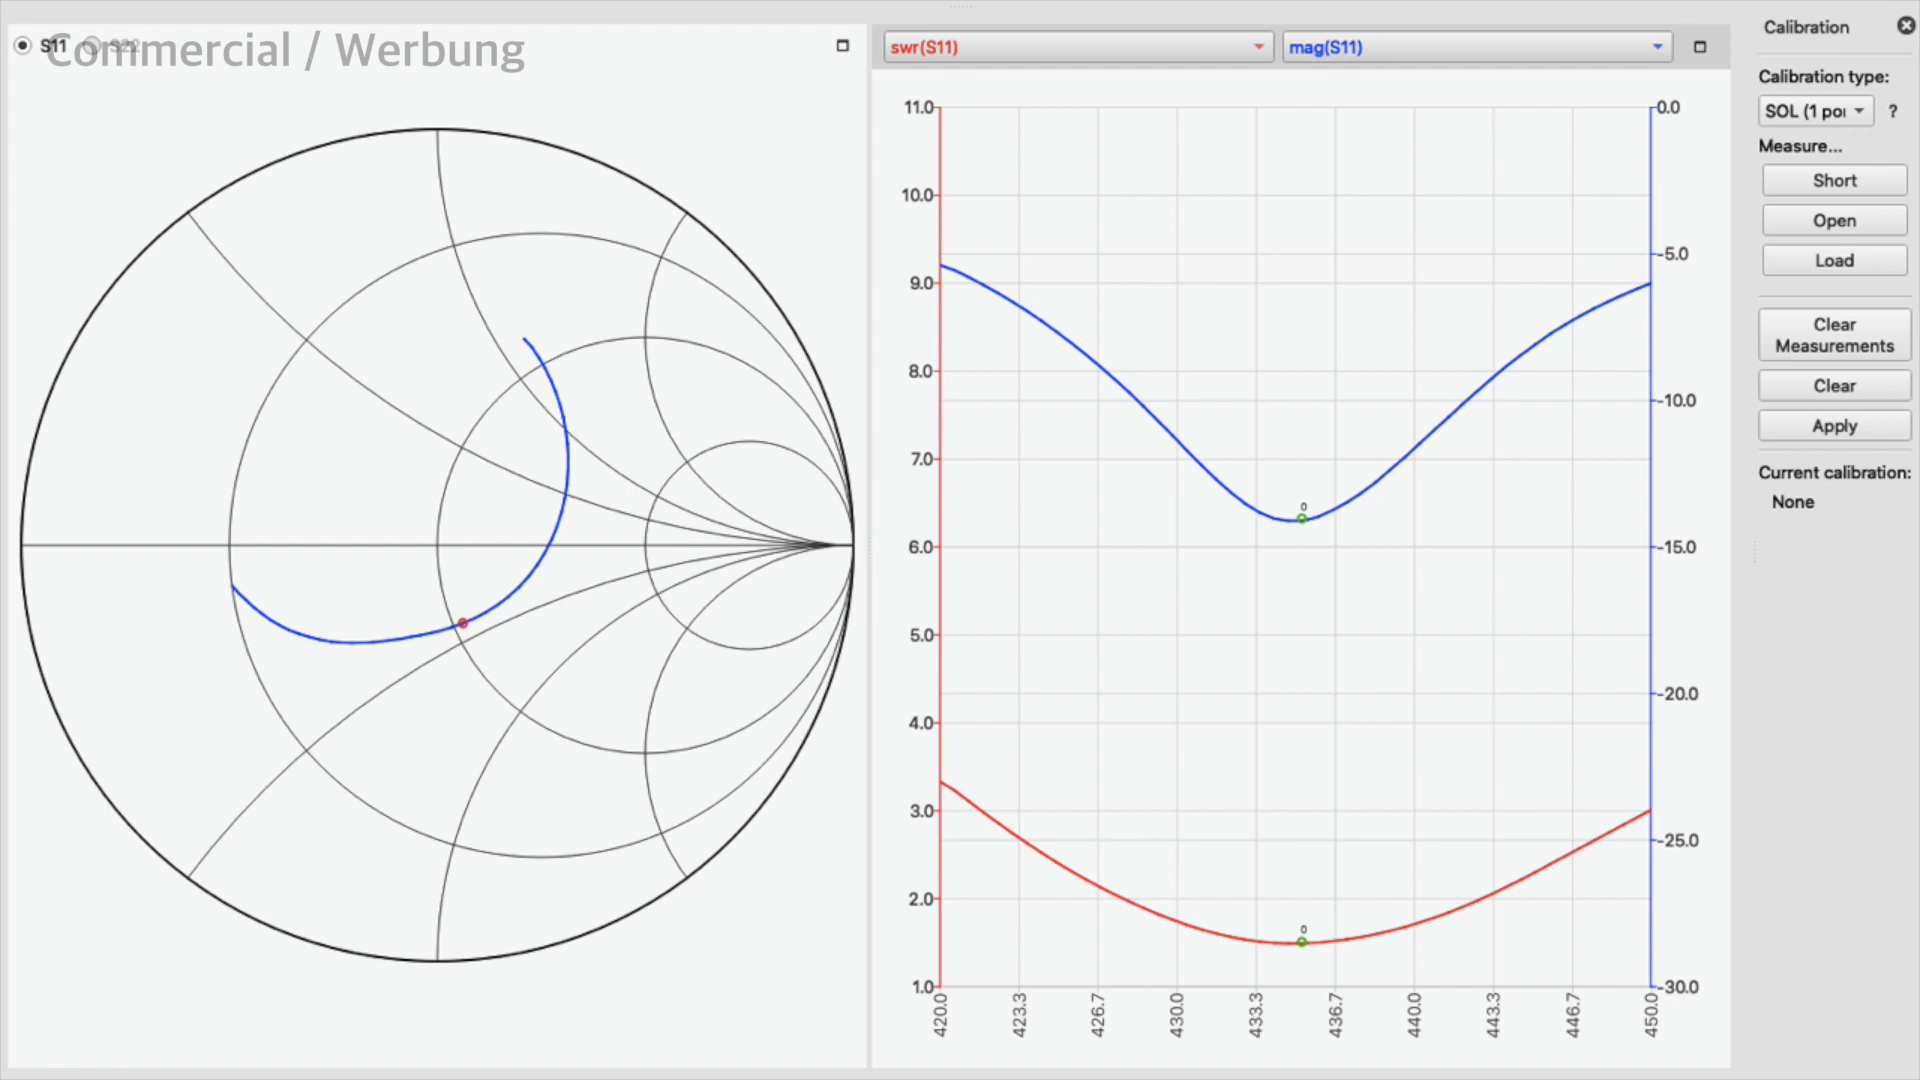 S11 S22
Commercial / Werbung
swr(S11) mag(S11)
11.0
10.0
9.0
8.0
7.0
6.0
5.0
4.0
3.0
2.0
1.0
0.0
-5.0
-10.0
-15.0
-20.0
-25.0
-30.0
0
0
420.0 423.3 426.7 430.0 433.3 436.7 440.0 443.3 446.7 450.0
Calibration
Calibration type:
SOL (1 por ?
Measure...
Short
Open
Load
Clear
Measurements
Clear
Apply
Current calibration:
None